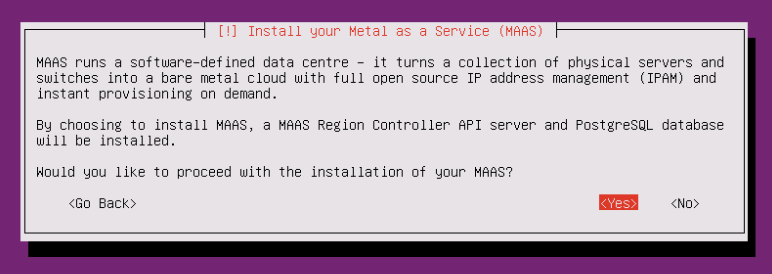 [!] Install your Metal as a Service (MAAS)
MAAS runs a software-defined data centre – it turns a collection of physical servers and
switches into a bare metal cloud with full open source IP address management (IPAM) and
instant provisioning on demand.
By choosing to install MAAS, a MAAS Region Controller API server and PostgreSQL database
will be installed.
Would you like to proceed with the installation of your MAAS?
<Go Back> <Yes> <No>